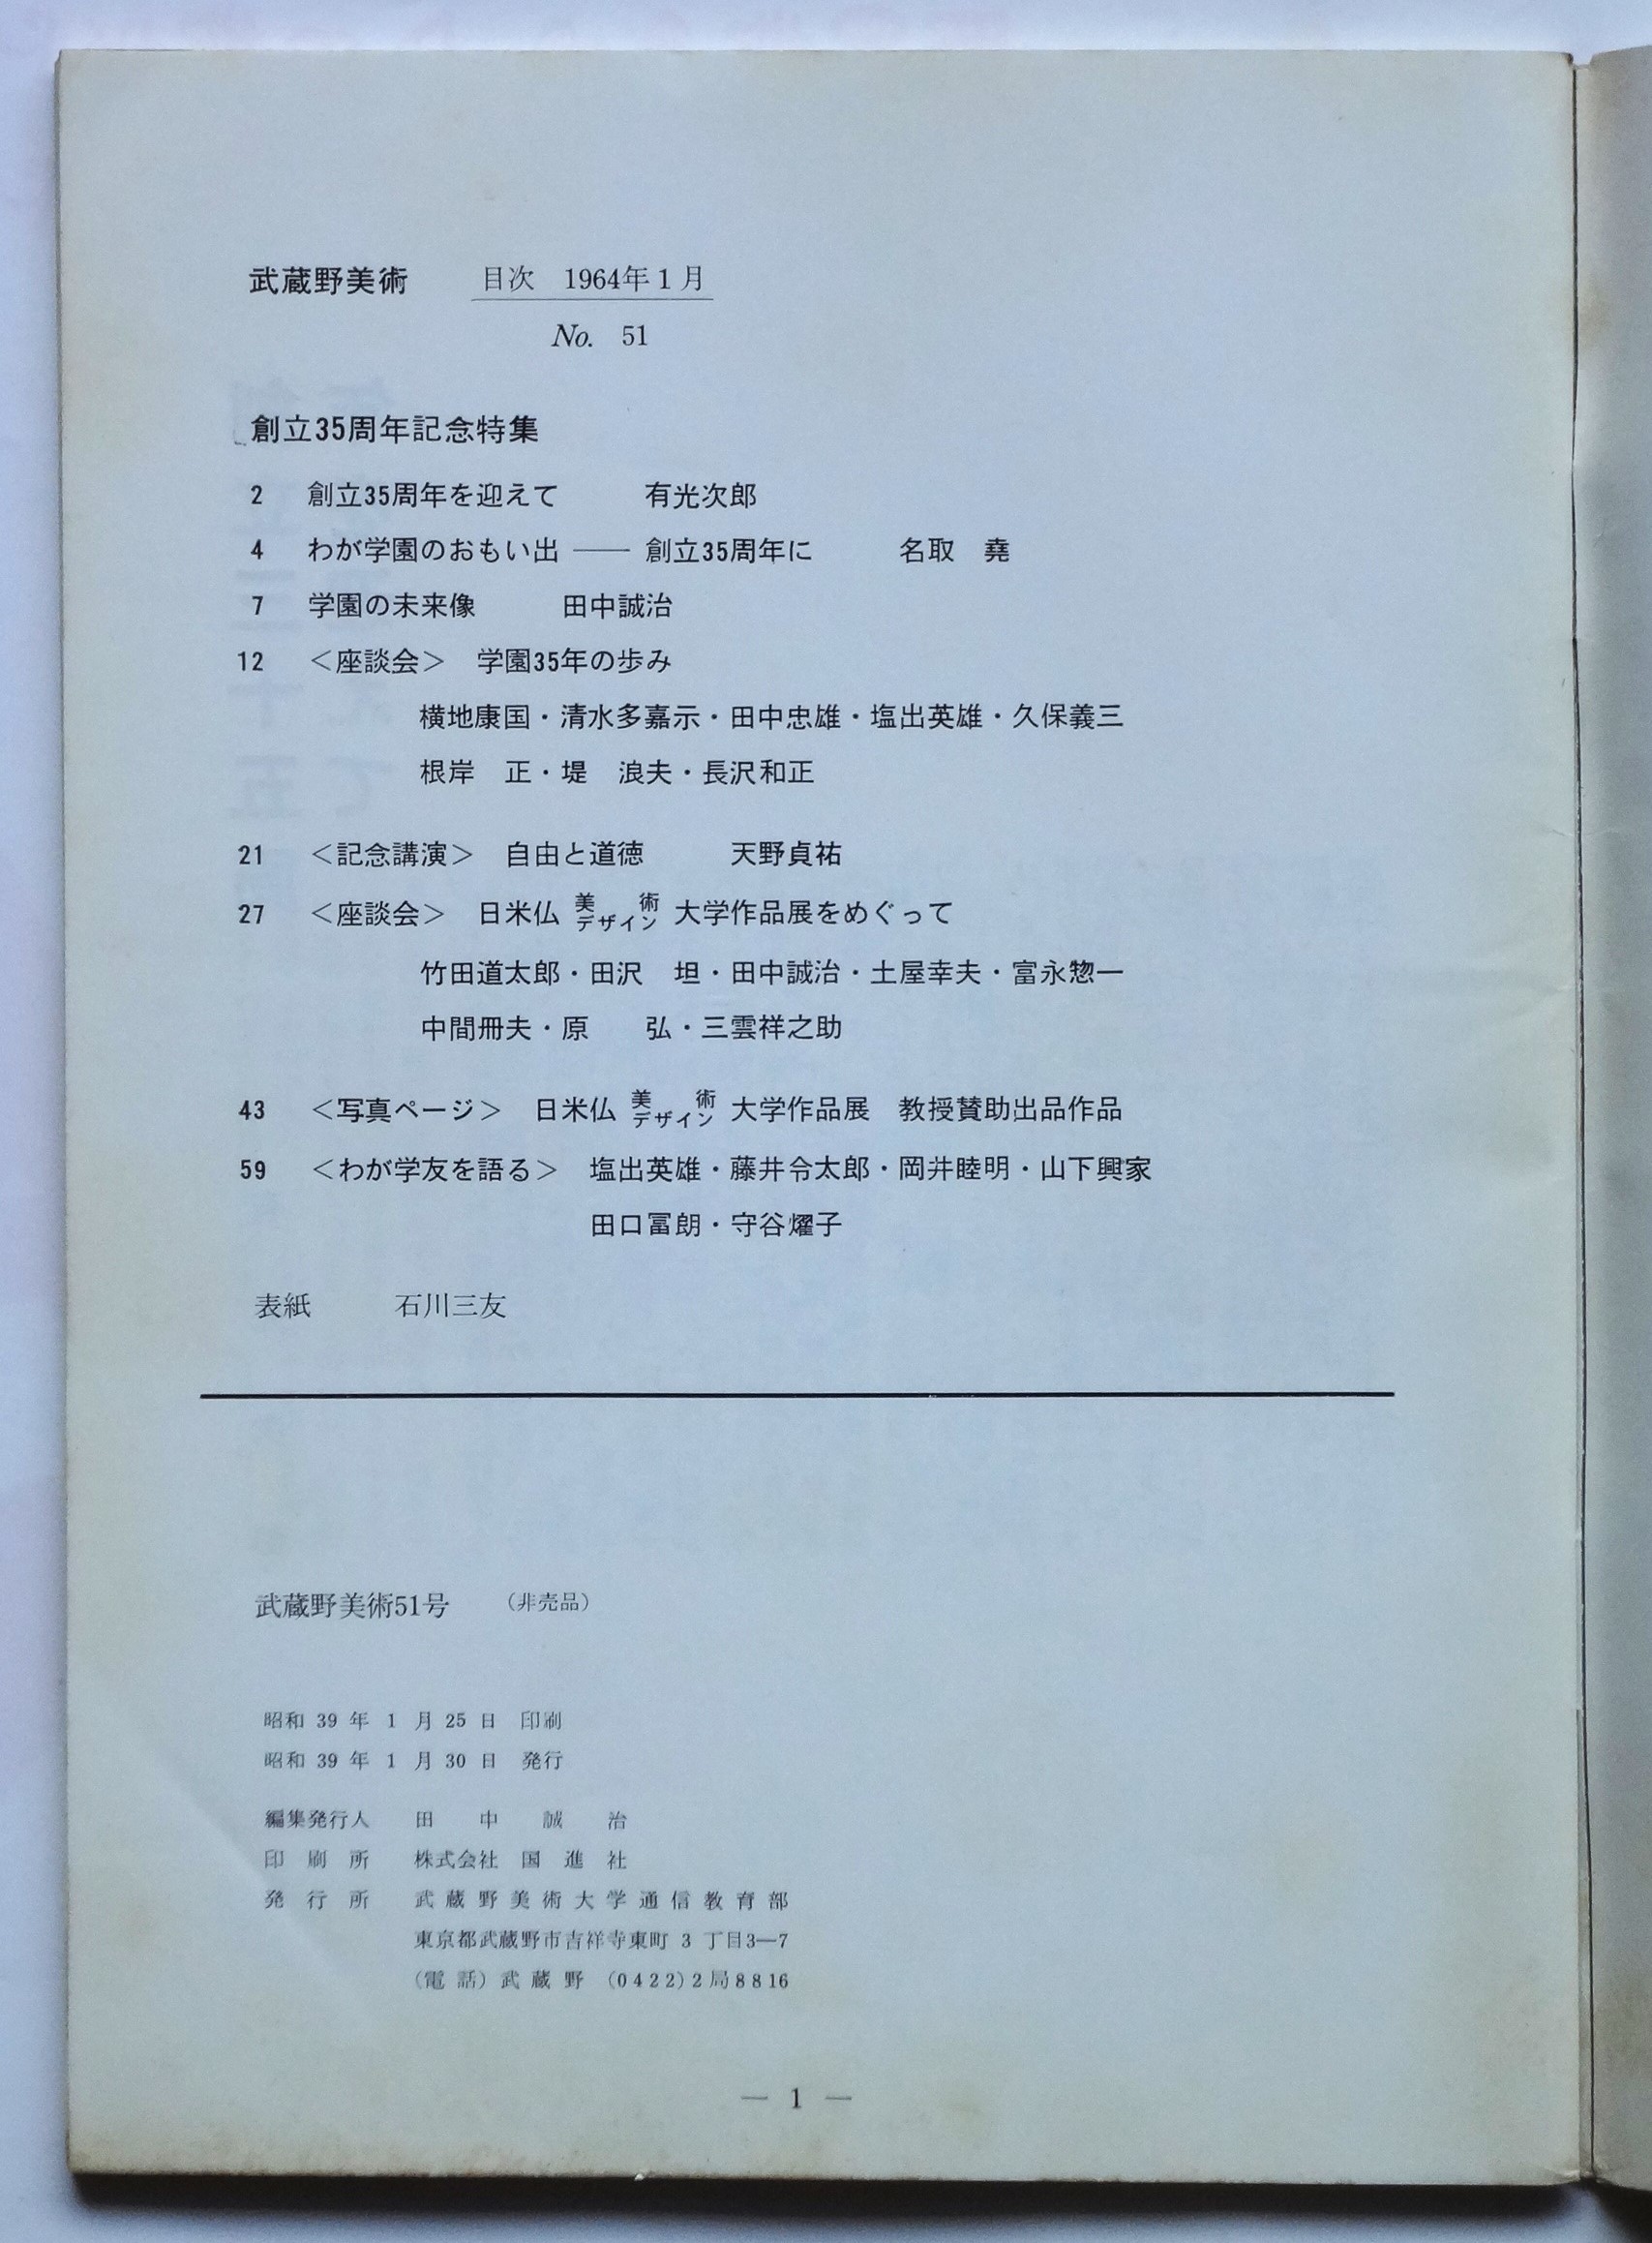 武蔵野美術　目次　1964年1月
No. 51
創立35周年記念特集
2　創立35周年を迎えて　有光次郎
4　わが学園のおもい出 ── 創立35周年に　名取　堯
7　学園の未来像　田中誠治
12　＜座談会＞　学園35年の歩み
横地康国・清水多嘉示・田中忠雄・塩出英雄・久保義三
根岸　正・堤　浪夫・長沢和正
21　＜記念講演＞　自由と道徳　天野貞祐
27　＜座談会＞　日米仏 美術 デザイン 大学作品展をめぐって
竹田道太郎・田沢　坦・田中誠治・土屋幸夫・富永惣一
中間冊夫・原　弘・三雲祥之助
43　＜写真ページ＞　日米仏 美術 デザイン 大学作品展　教授賛助出品作品
59　＜わが学友を語る＞　塩出英雄・藤井令太郎・岡井睦明・山下興家
田口冨朗・守谷燿子
表紙　石川三友
武蔵野美術51号　（非売品）
昭和 39 年 1 月 25 日　印刷
昭和 39 年 1 月 30 日　発行
編集発行人　田中誠治
印刷所　株式会社 国進社
発行所　武蔵野美術大学通信教育部
東京都武蔵野市吉祥寺東町 3 丁目3―7
（電話）武蔵野（0422）2局8816
― 1 ―